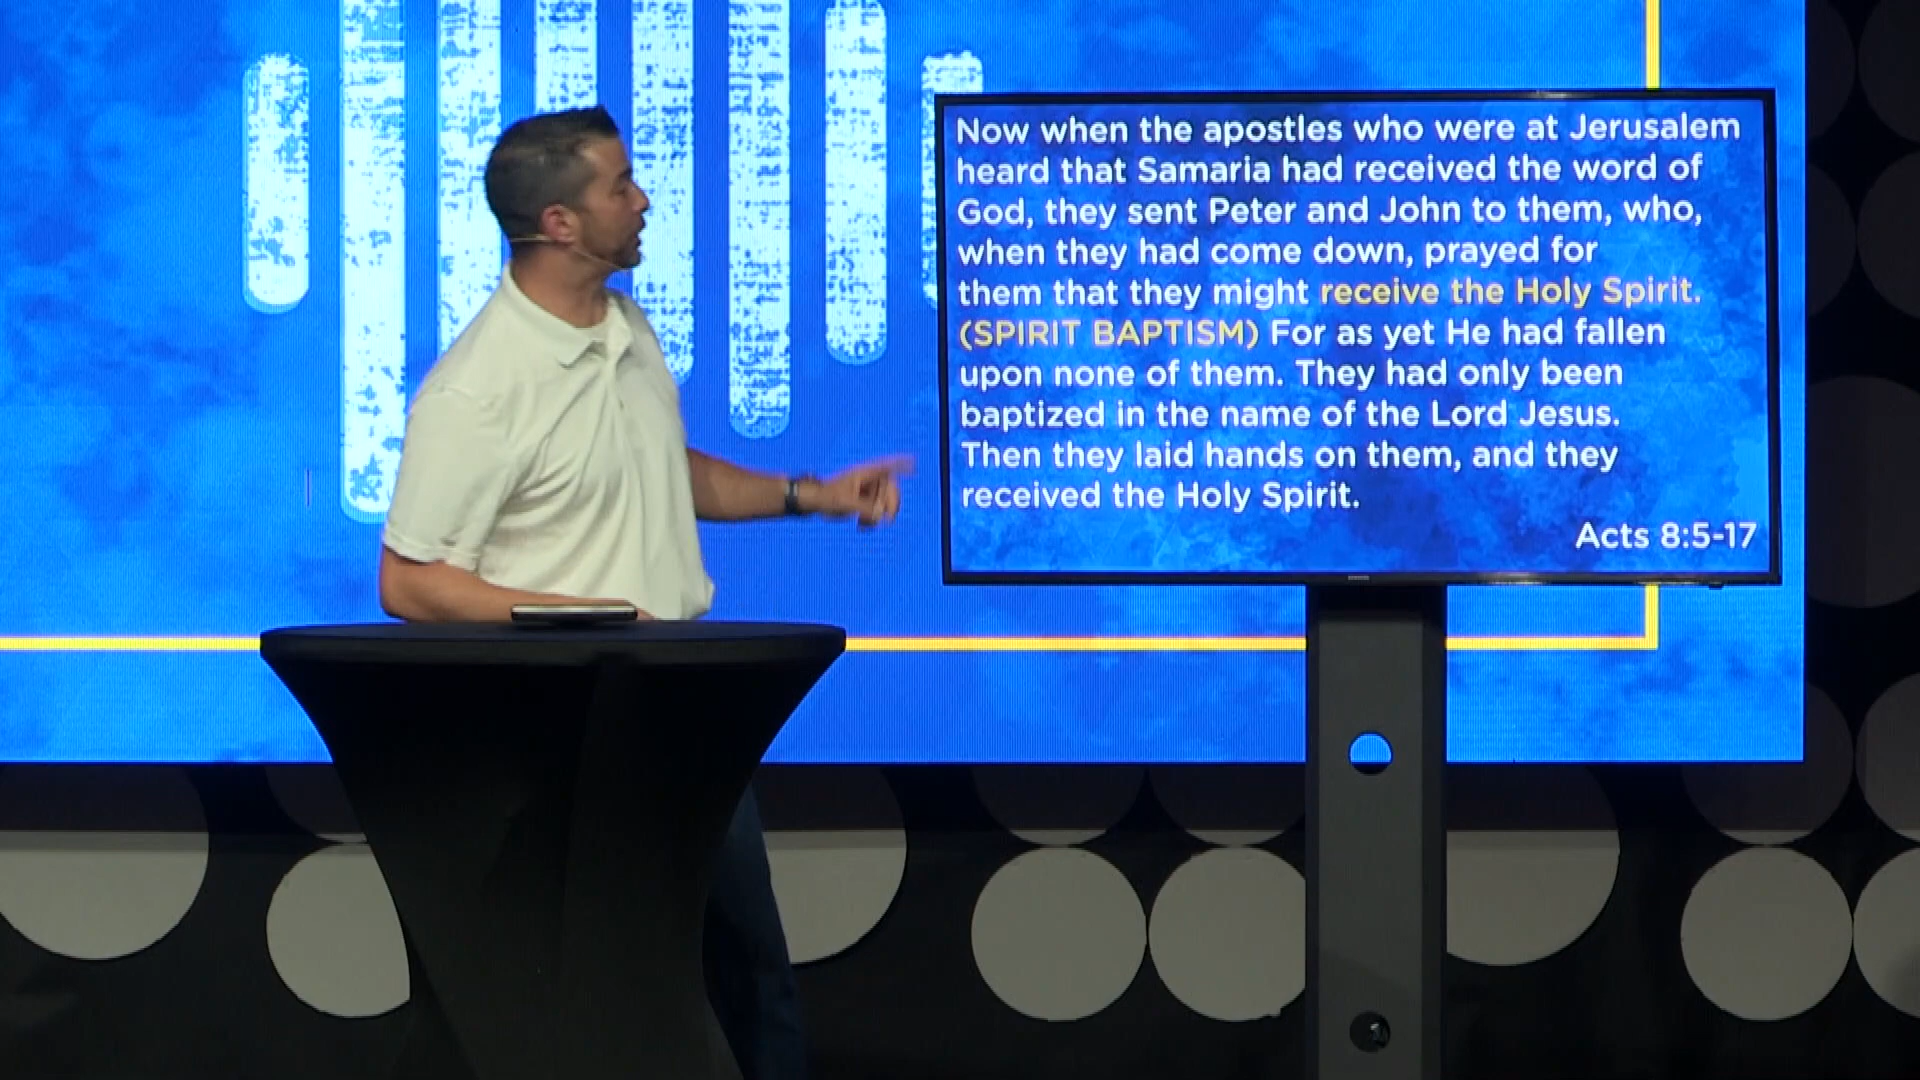 Now when the apostles who were at Jerusalem
heard that Samaria had received the word of
God, they sent Peter and John to them, who,
when they had come down, prayed for
them that they might receive the Holy Spirit.
(SPIRIT BAPTISM) For as yet He had fallen
upon none of them. They had only been
baptized in the name of the Lord Jesus.
Then they laid hands on them, and they
received the Holy Spirit.
Acts 8:5-17